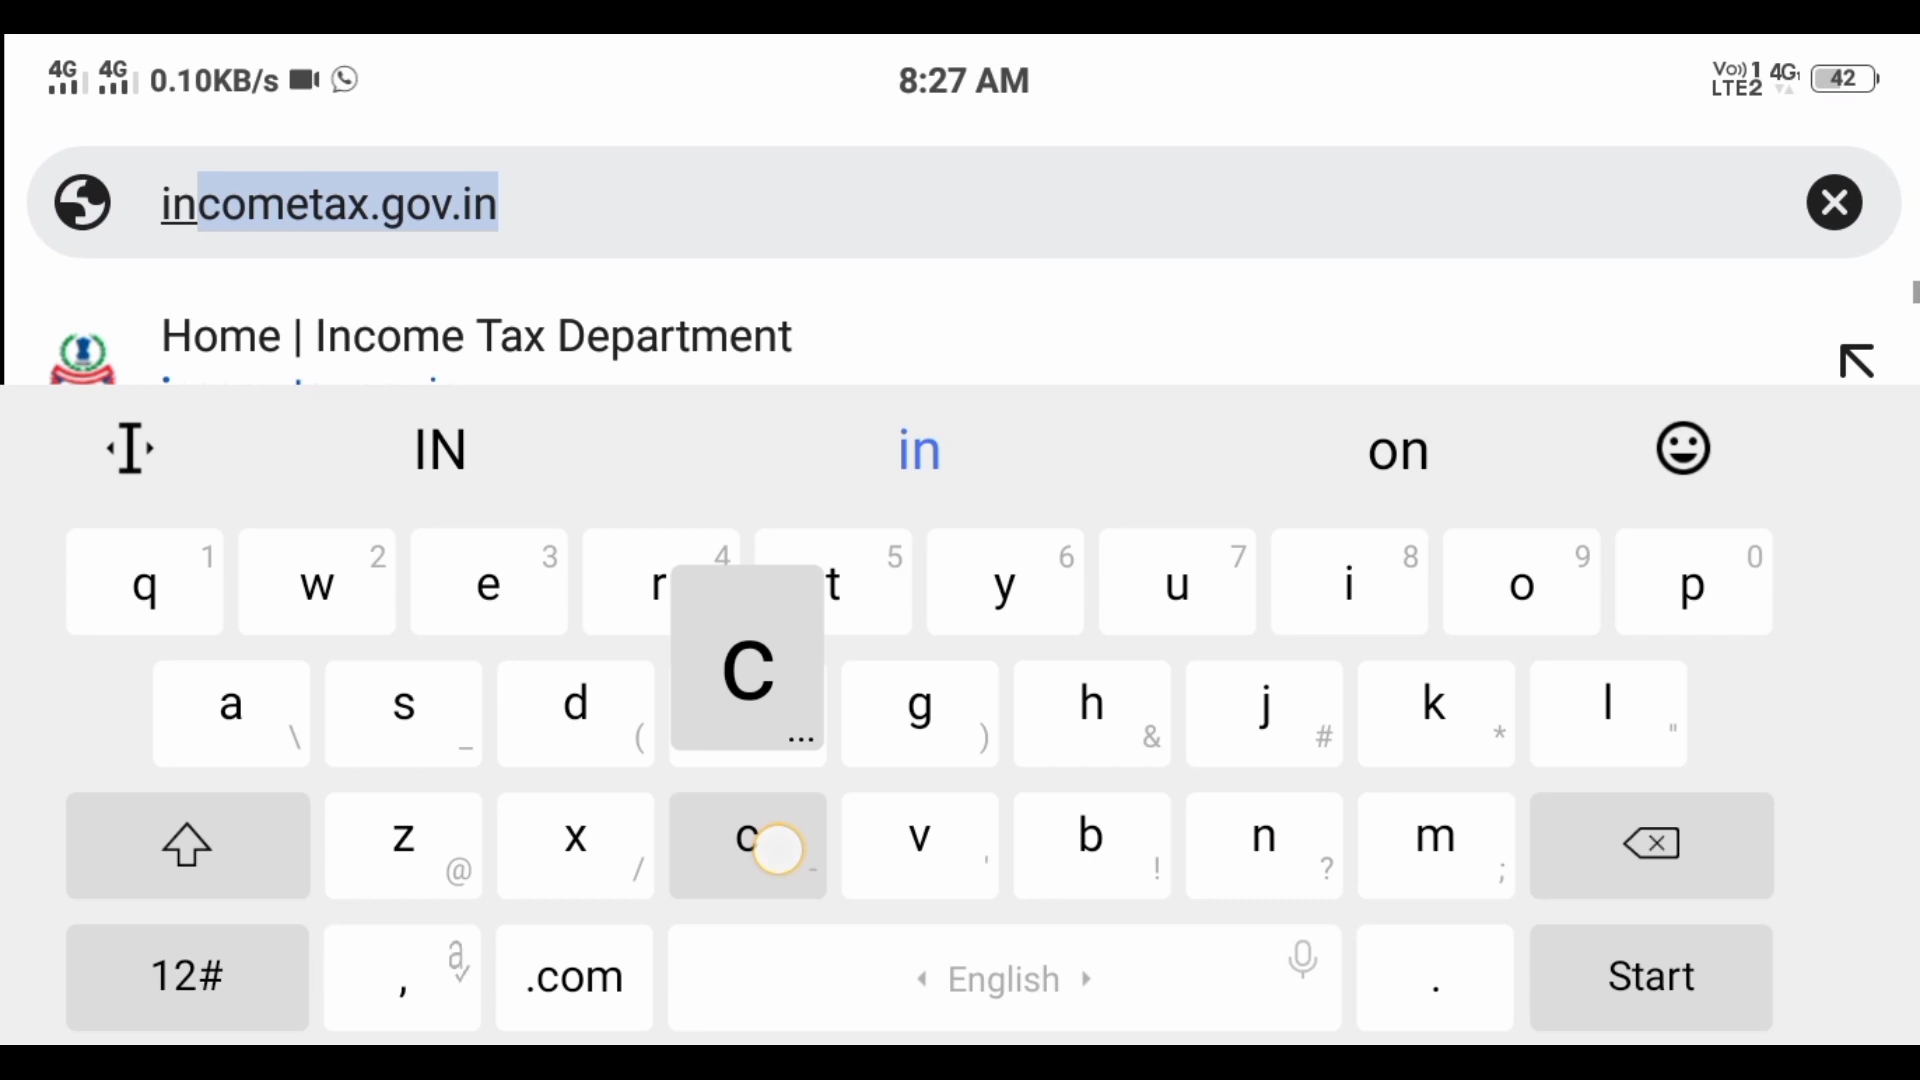 4G 4G 0.10KB/s 8:27 AM Vo)) 1 LTE2 4G 42
incometax.gov.in
Home | Income Tax Department
IN in on
1 2 3 4 5 6 7 8 9 0
q w e r t y u i o p
c
...
a s d g h j k l
\ _ ( ) & # * "
z x c v b n m
@ / - ' ! ? ;
12# , a .com English . Start